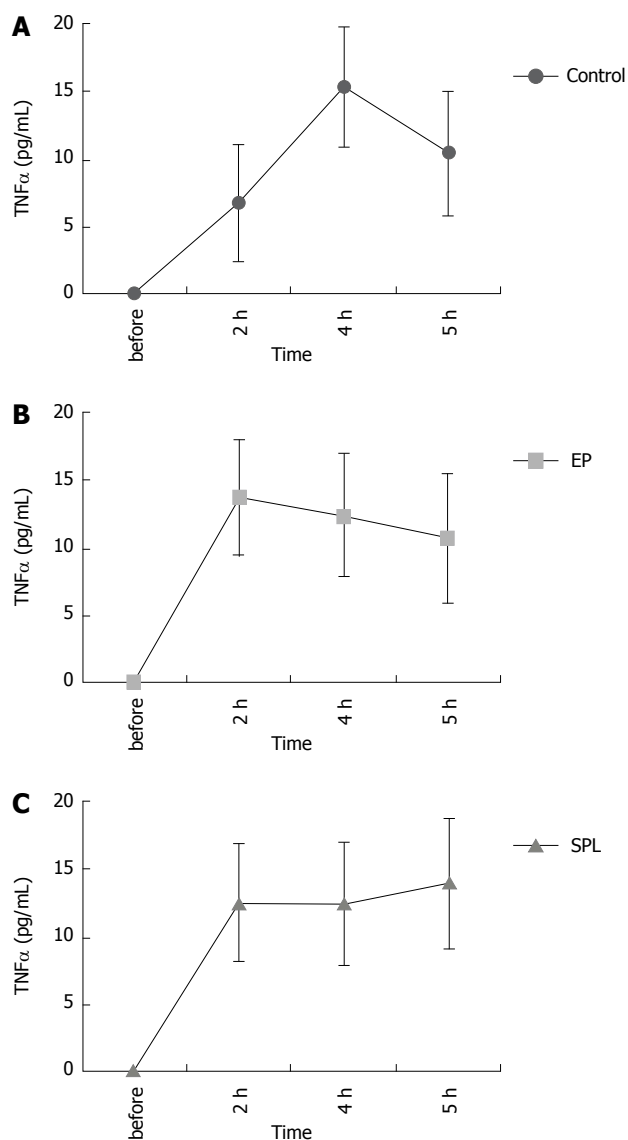 A
20
15
10
5
0
TNFα (pg/mL)
before
2 h
4 h
5 h
Time
Control
B
20
15
10
5
0
TNFα (pg/mL)
before
2 h
4 h
5 h
Time
EP
C
20
15
10
5
0
TNFα (pg/mL)
before
2 h
4 h
5 h
Time
SPL